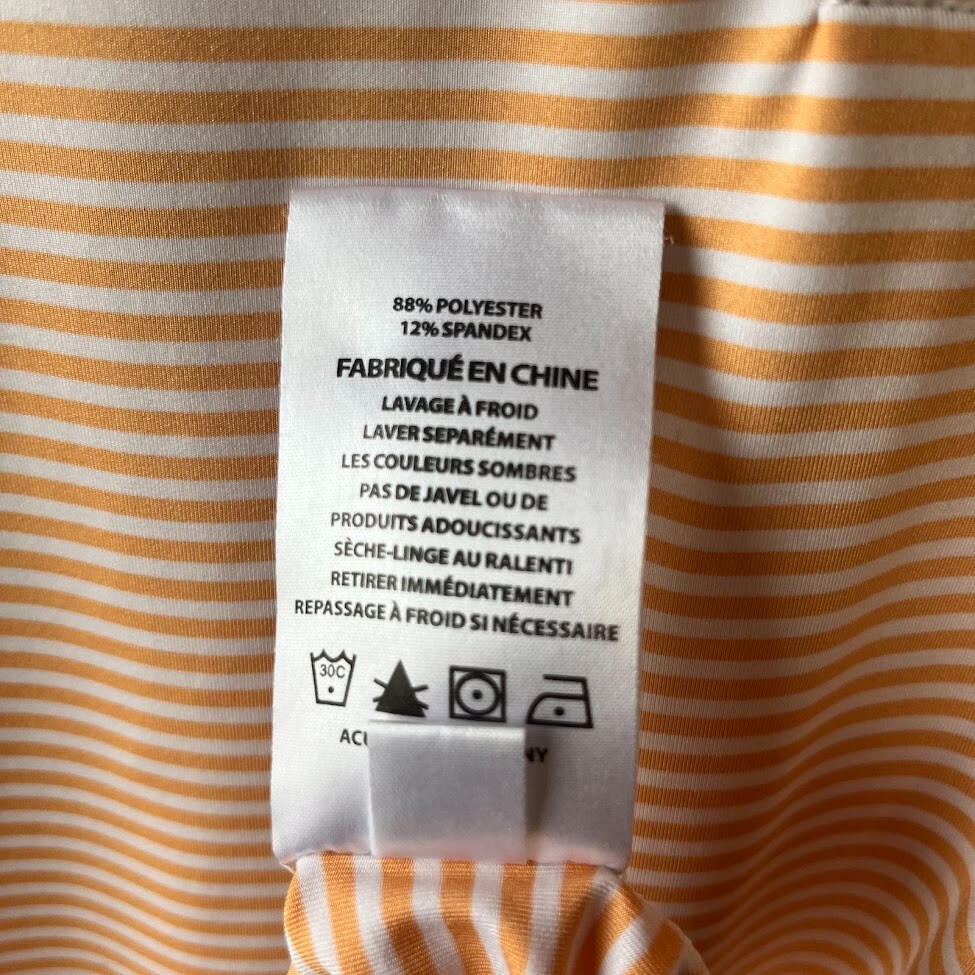 88% POLYESTER
12% SPANDEX
FABRIQUÉ EN CHINE
LAVAGE À FROID
LAVER SEPARÉMENT
LES COULEURS SOMBRES
PAS DE JAVEL OU DE
PRODUITS ADOUCISSANTS
SÈCHE-LINGE AU RALENTI
RETIRER IMMÉDIATEMENT
REPASSAGE À FROID SI NÉCESSAIRE
30C